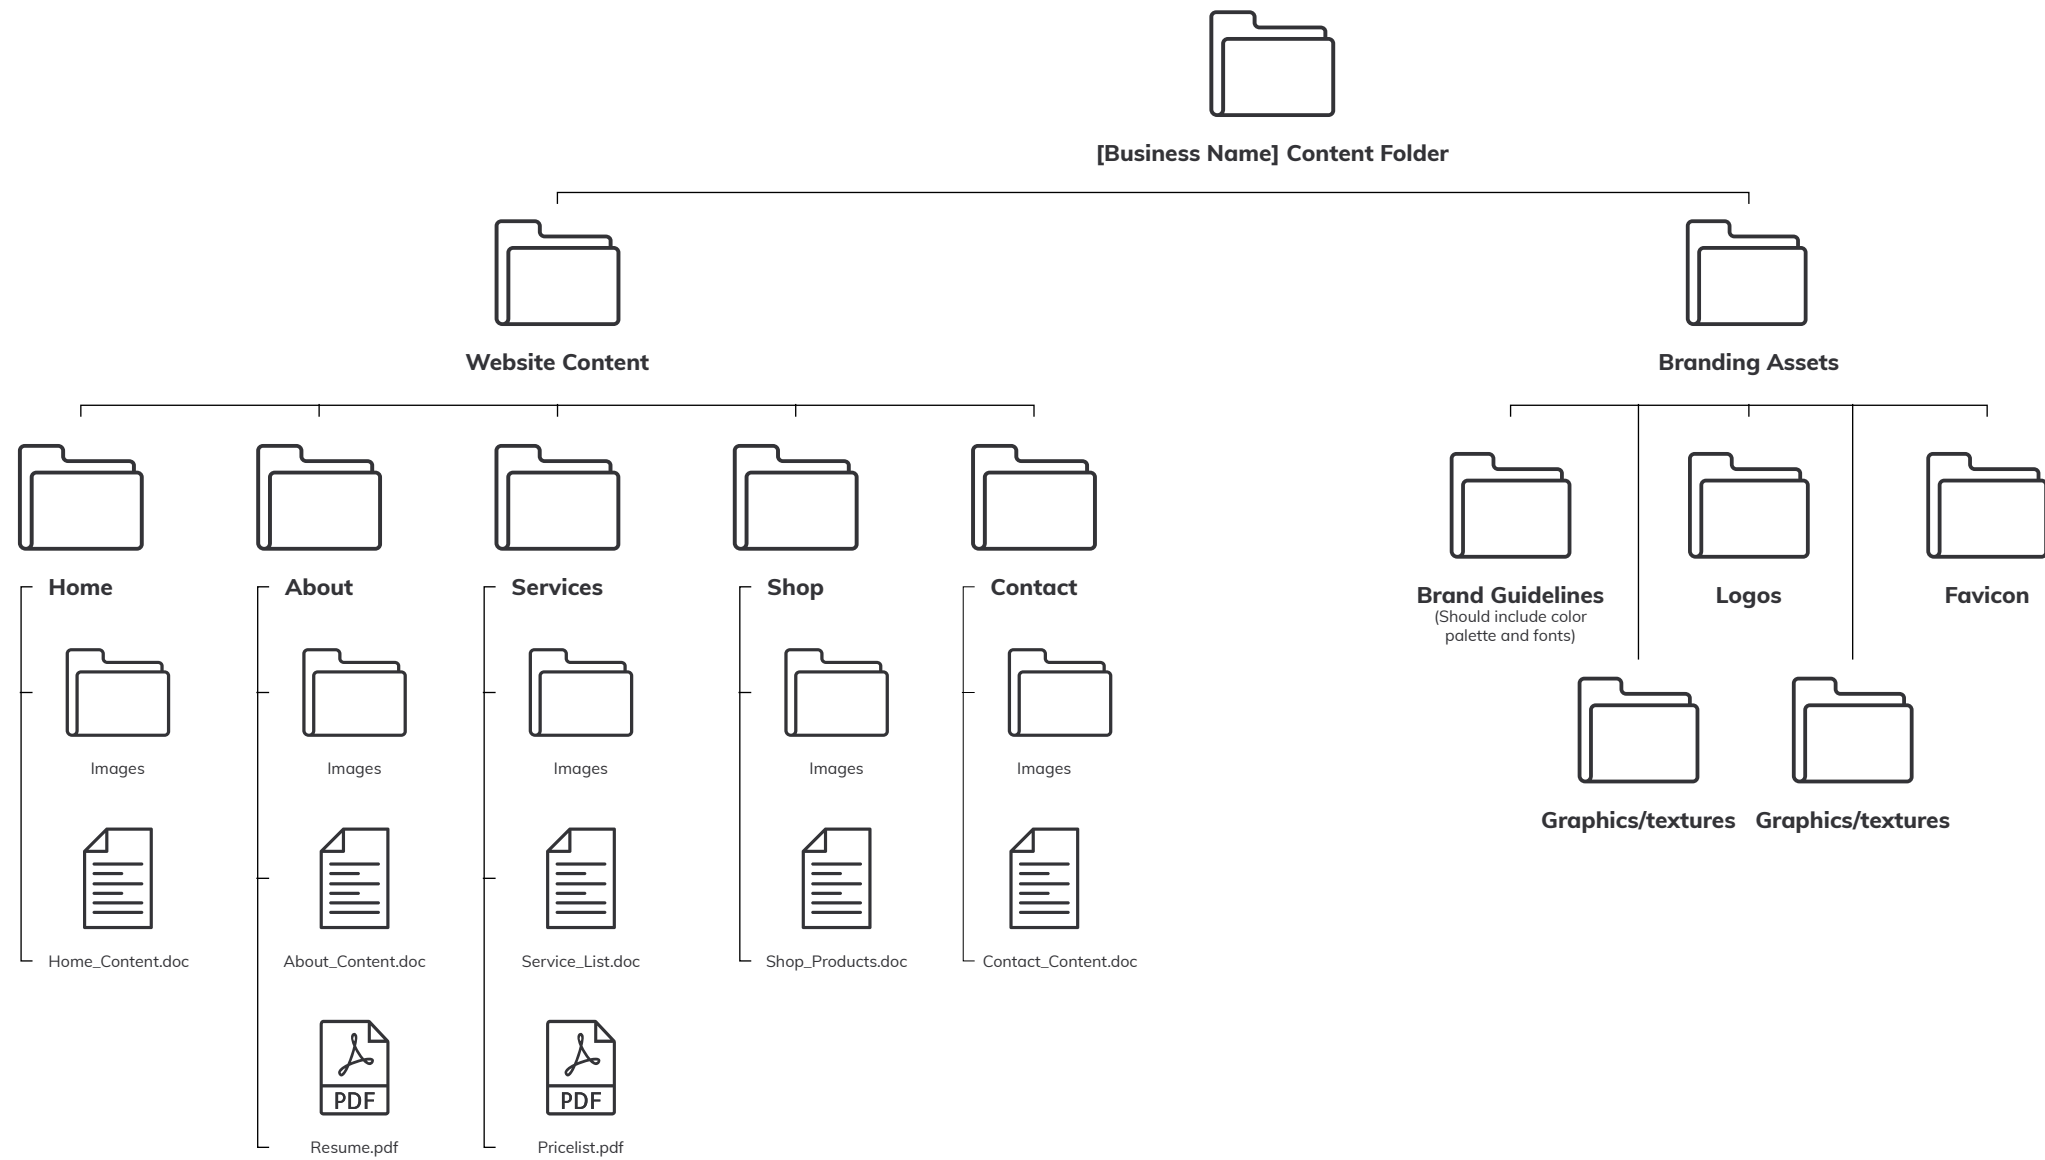 [Business Name] Content Folder
Website Content
Branding Assets
Home
About
Services
Shop
Contact
Brand Guidelines
(Should include color
palette and fonts)
Logos
Favicon
Images
Images
Images
Images
Images
Graphics/textures
Graphics/textures
Home_Content.doc
About_Content.doc
Service_List.doc
Shop_Products.doc
Contact_Content.doc
PDF
PDF
Resume.pdf
Pricelist.pdf